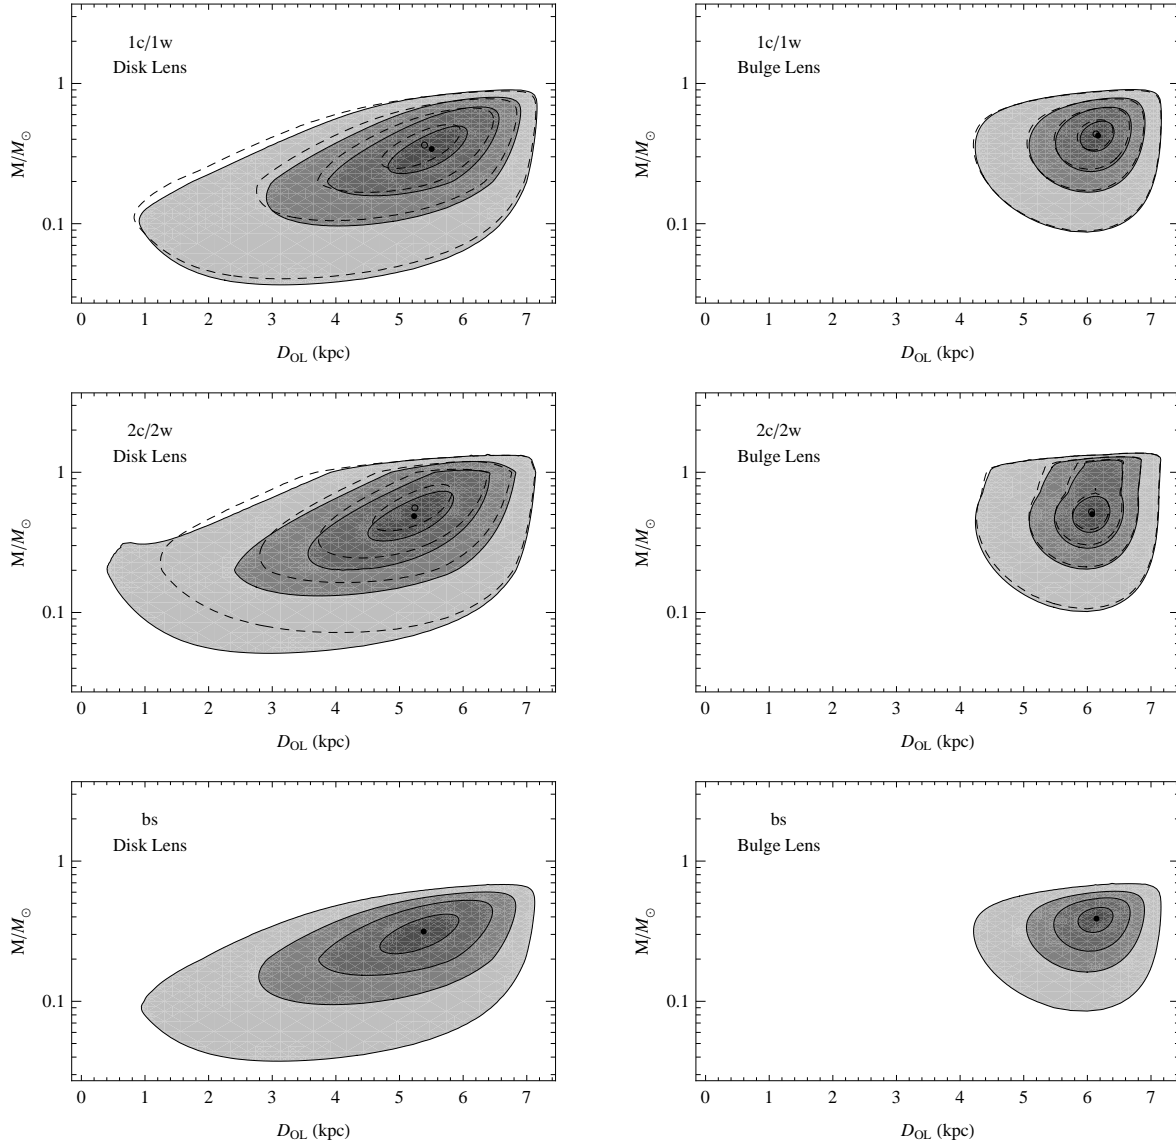 1c/1w
Disk Lens
1
0.1
M/M⊙
0 1 2 3 4 5 6 7
D_OL (kpc)
1c/1w
Bulge Lens
1
0.1
M/M⊙
0 1 2 3 4 5 6 7
D_OL (kpc)
2c/2w
Disk Lens
1
0.1
M/M⊙
0 1 2 3 4 5 6 7
D_OL (kpc)
2c/2w
Bulge Lens
1
0.1
M/M⊙
0 1 2 3 4 5 6 7
D_OL (kpc)
bs
Disk Lens
1
0.1
M/M⊙
0 1 2 3 4 5 6 7
D_OL (kpc)
bs
Bulge Lens
1
0.1
M/M⊙
0 1 2 3 4 5 6 7
D_OL (kpc)